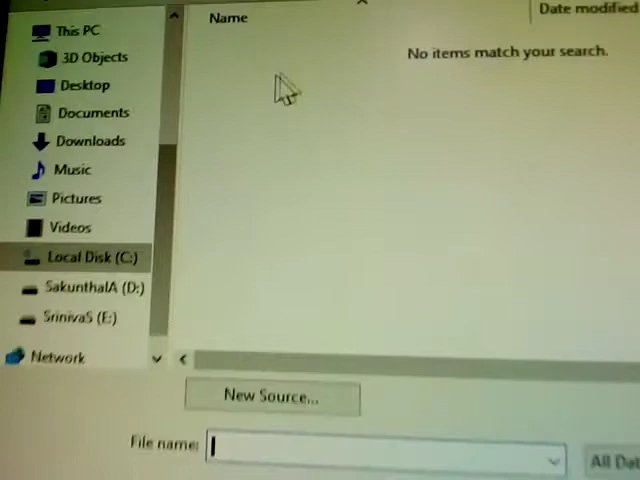 Name
Date modified
No items match your search.
This PC
3D Objects
Desktop
Documents
Downloads
Music
Pictures
Videos
Local Disk (C:)
SakunthalA (D:)
SrinivaS (E:)
Network
New Source...
File name:
All Dat